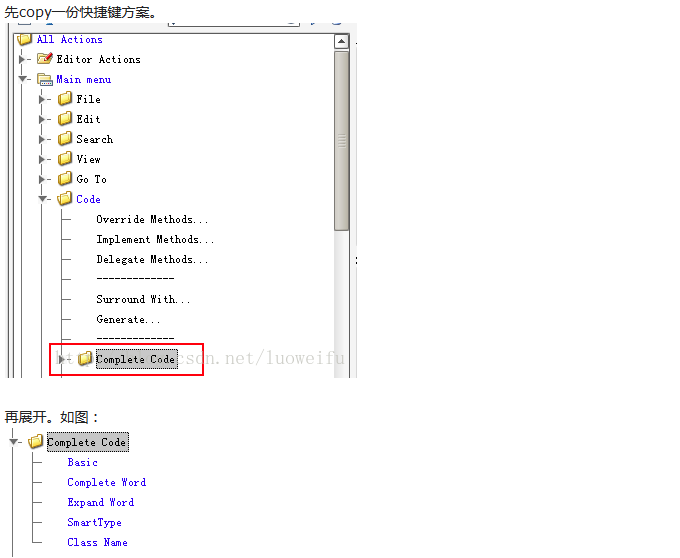 先copy一份快捷键方案。
All Actions
Editor Actions
Main menu
File
Edit
Search
View
Go To
Code
Override Methods...
Implement Methods...
Delegate Methods...
-------------
Surround With...
Generate...
-------------
Complete Code csdn.net/luoweifu
再展开。如图：
Complete Code
Basic
Complete Word
Expand Word
SmartType
Class Name